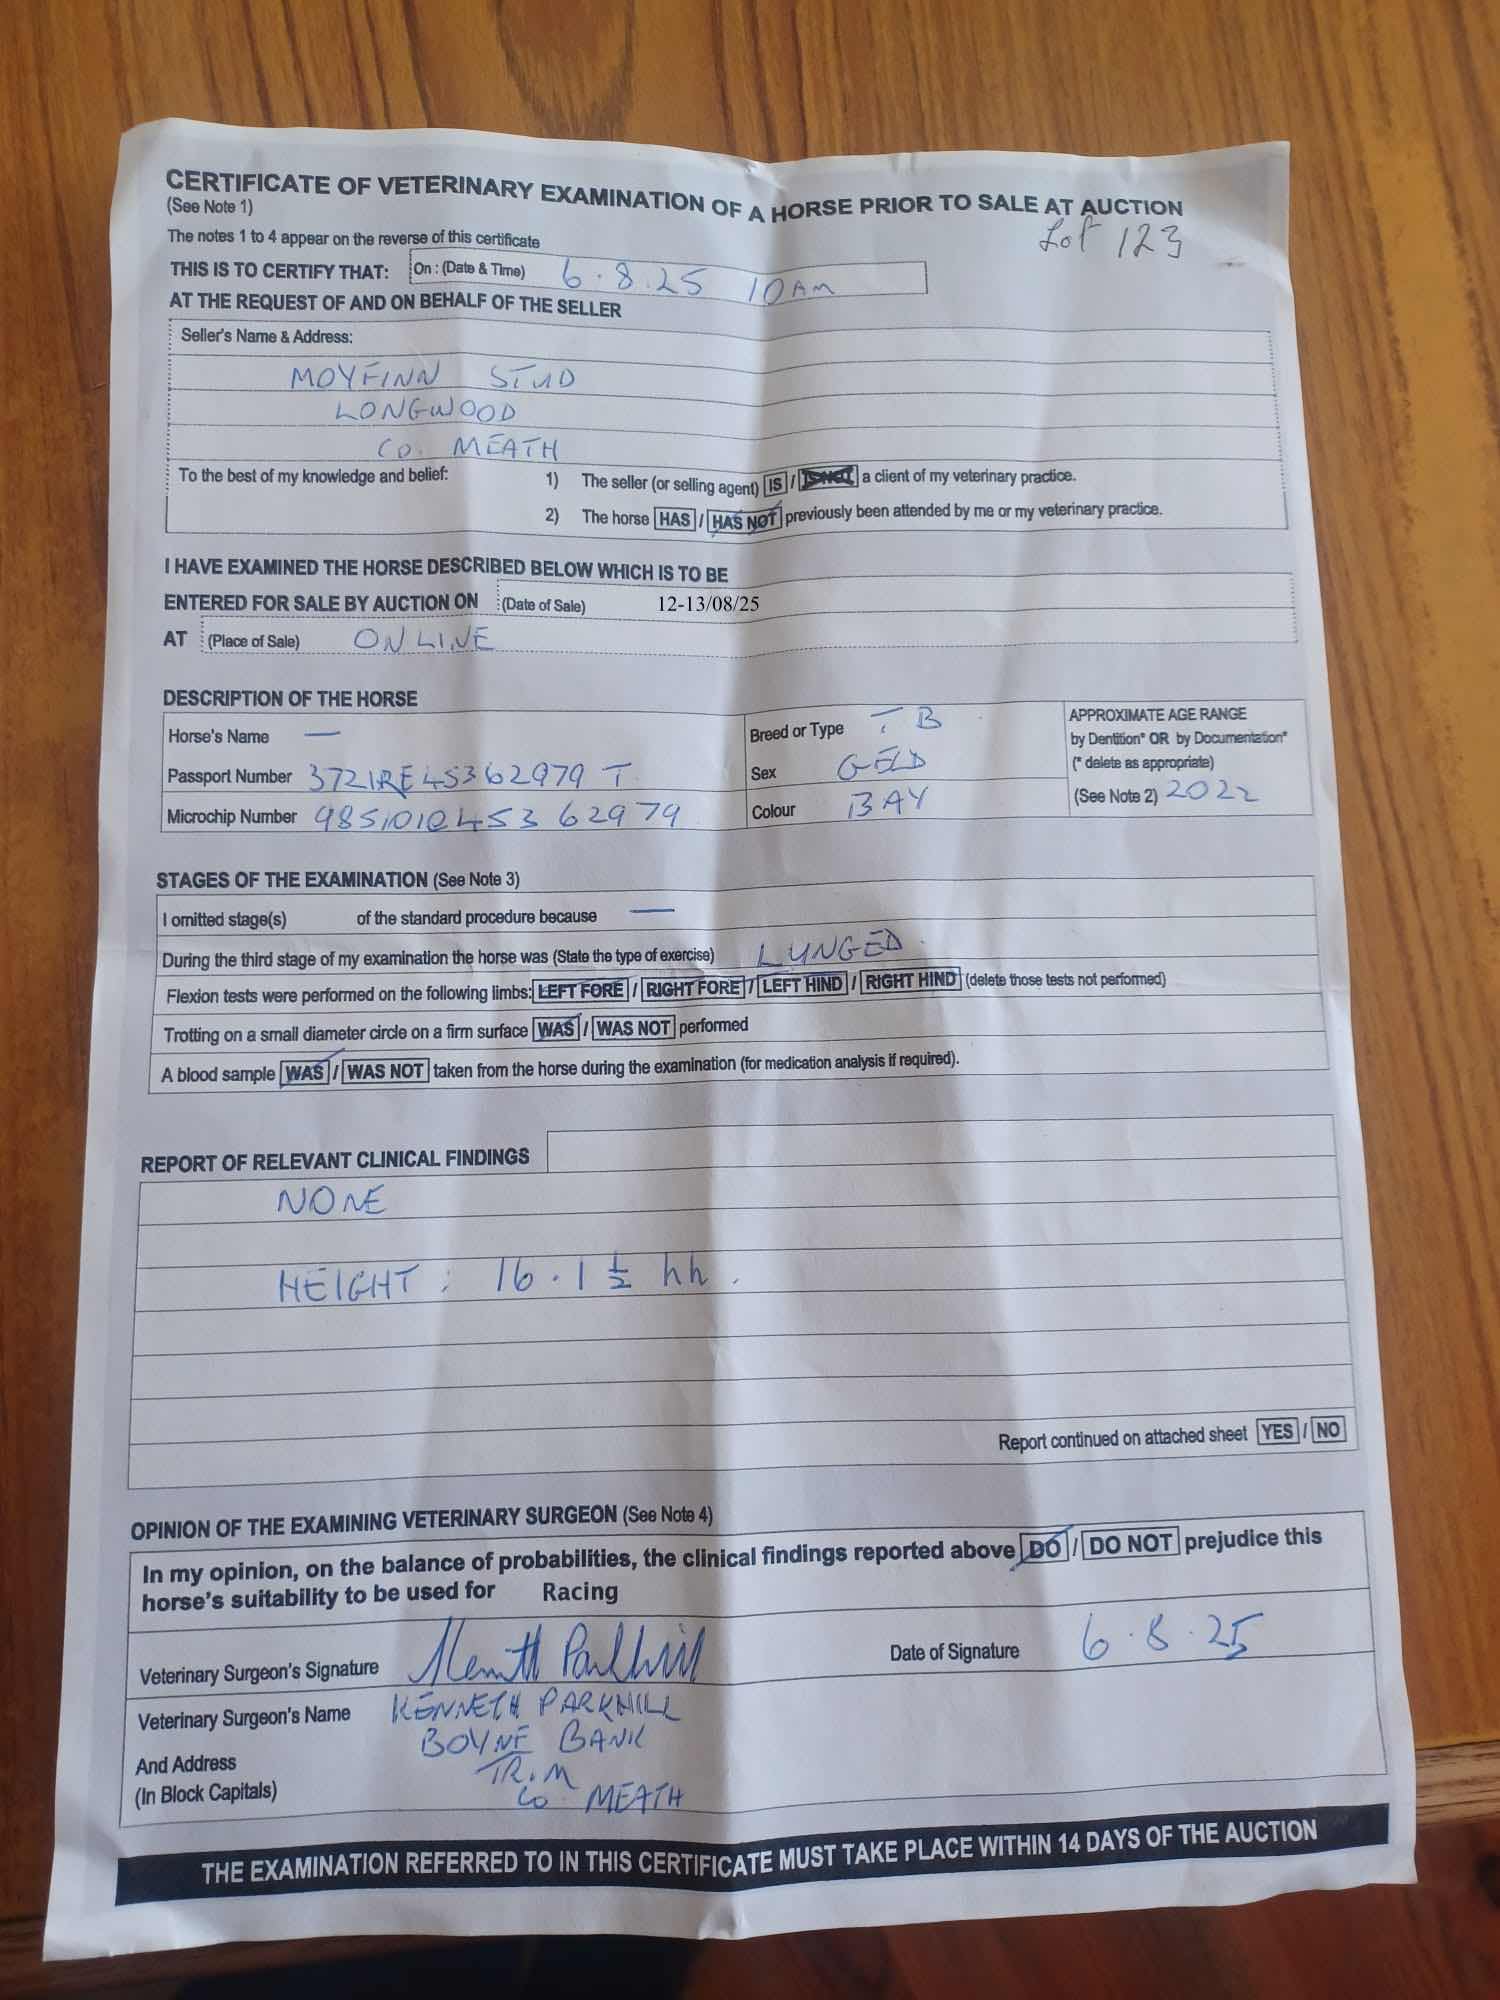 CERTIFICATE OF VETERINARY EXAMINATION OF A HORSE PRIOR TO SALE AT AUCTION
(See Note 1)
Lot 123
The notes 1 to 4 appear on the reverse of this certificate
THIS IS TO CERTIFY THAT: On : (Date & Time) 6.8.25 10AM
AT THE REQUEST OF AND ON BEHALF OF THE SELLER
Seller's Name & Address:
MOYFINN STUD
LONGWOOD
CO. MEATH
To the best of my knowledge and belief: 1) The seller (or selling agent) IS / IS NOT a client of my veterinary practice.
2) The horse HAS / HAS NOT previously been attended by me or my veterinary practice.
I HAVE EXAMINED THE HORSE DESCRIBED BELOW WHICH IS TO BE
ENTERED FOR SALE BY AUCTION ON (Date of Sale) 12-13/08/25
AT (Place of Sale) ONLINE
DESCRIPTION OF THE HORSE
Horse's Name — Breed or Type TB
Passport Number 372IRE45362979 T Sex GELD
Microchip Number 985101045362979 Colour BAY
APPROXIMATE AGE RANGE
by Dentition* OR by Documentation*
(* delete as appropriate)
(See Note 2) 2022
STAGES OF THE EXAMINATION (See Note 3)
I omitted stage(s) of the standard procedure because —
During the third stage of my examination the horse was (State the type of exercise) LUNGED.
Flexion tests were performed on the following limbs: LEFT FORE / RIGHT FORE / LEFT HIND / RIGHT HIND (delete those tests not performed)
Trotting on a small diameter circle on a firm surface WAS / WAS NOT performed
A blood sample WAS / WAS NOT taken from the horse during the examination (for medication analysis if required).
REPORT OF RELEVANT CLINICAL FINDINGS
NONE
HEIGHT : 16.1 ½ hh.
Report continued on attached sheet YES / NO
OPINION OF THE EXAMINING VETERINARY SURGEON (See Note 4)
In my opinion, on the balance of probabilities, the clinical findings reported above DO / DO NOT prejudice this
horse's suitability to be used for Racing
Veterinary Surgeon's Signature Kenneth Parkhill Date of Signature 6.8.25
Veterinary Surgeon's Name KENNETH PARKHILL
BOYNE BANK
And Address TRIM
(In Block Capitals) CO. MEATH
THE EXAMINATION REFERRED TO IN THIS CERTIFICATE MUST TAKE PLACE WITHIN 14 DAYS OF THE AUCTION